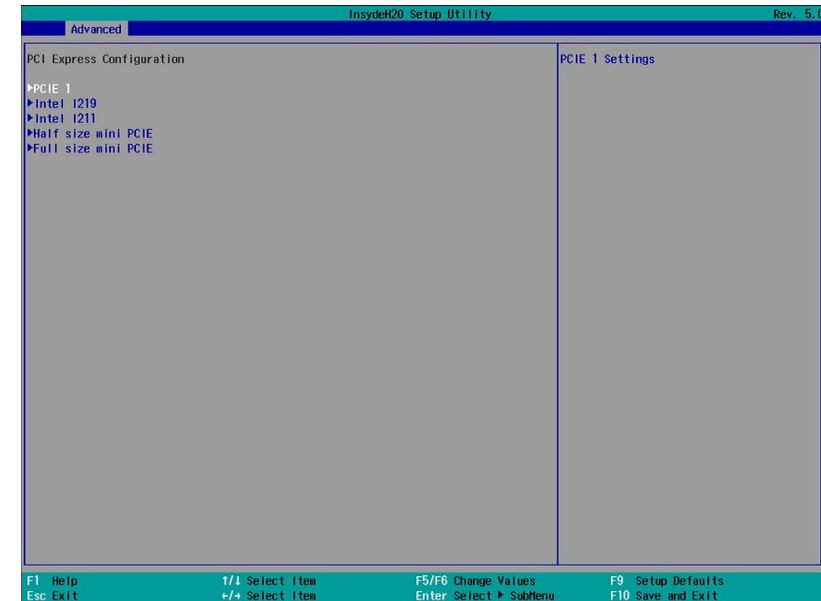 InsydeH20 Setup Utility Rev. 5.
Advanced
PCI Express Configuration
PCIE 1 Settings
►PCIE 1
►Intel I219
►Intel I211
►Half size mini PCIE
►Full size mini PCIE
F1 Help ↑/↓ Select Item F5/F6 Change Values F9 Setup Defaults
Esc Exit ←/→ Select Item Enter Select ► SubMenu F10 Save and Exit